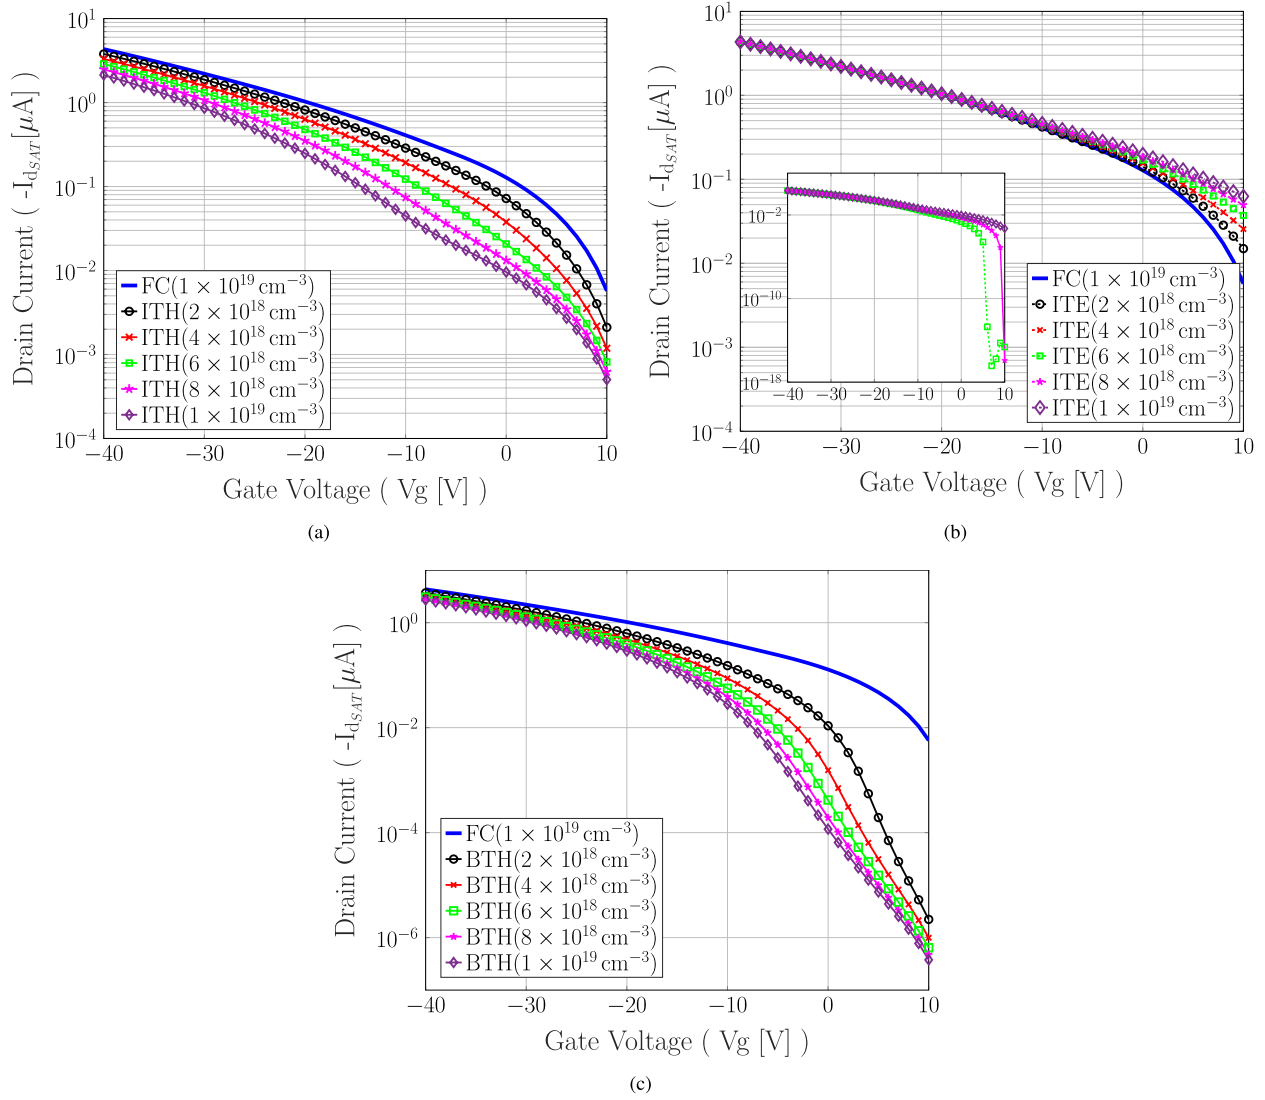 10^1
10^0
10^−1
10^−2
10^−3
10^−4
Drain Current ( -I_{d_{SAT}}[μA] )
FC(1 × 10^19 cm^−3)
ITH(2 × 10^18 cm^−3)
ITH(4 × 10^18 cm^−3)
ITH(6 × 10^18 cm^−3)
ITH(8 × 10^18 cm^−3)
ITH(1 × 10^19 cm^−3)
−40 −30 −20 −10 0 10
Gate Voltage ( Vg [V] )
(a)
10^1
10^0
10^−1
10^−2
10^−3
10^−4
Drain Current ( -I_{d_{SAT}}[μA] )
10^−2
10^−10
10^−18
−40 −30 −20 −10 0 10
FC(1 × 10^19 cm^−3)
ITE(2 × 10^18 cm^−3)
ITE(4 × 10^18 cm^−3)
ITE(6 × 10^18 cm^−3)
ITE(8 × 10^18 cm^−3)
ITE(1 × 10^19 cm^−3)
−40 −30 −20 −10 0 10
Gate Voltage ( Vg [V] )
(b)
10^0
10^−2
10^−4
10^−6
Drain Current ( -I_{d_{SAT}}[μA] )
FC(1 × 10^19 cm^−3)
BTH(2 × 10^18 cm^−3)
BTH(4 × 10^18 cm^−3)
BTH(6 × 10^18 cm^−3)
BTH(8 × 10^18 cm^−3)
BTH(1 × 10^19 cm^−3)
−40 −30 −20 −10 0 10
Gate Voltage ( Vg [V] )
(c)